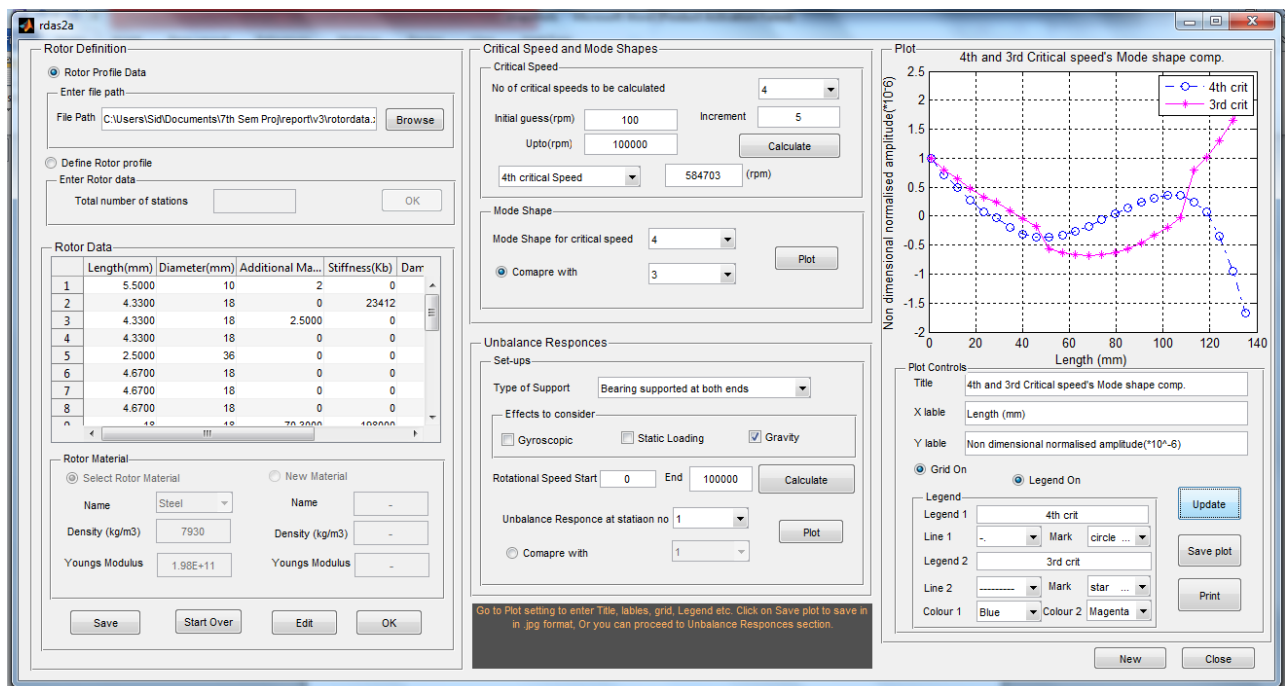 rdas2a
Rotor Definition
Rotor Profile Data
Enter file path
File Path C:\Users\Sid\Documents\7th Sem Proj\report\v3\rotordata. Browse
Define Rotor profile
Enter Rotor data
Total number of stations OK
Rotor Data
Length(mm) Diameter(mm) Additional Ma... Stiffness(Kb) Dam
1 5.5000 10 2 0
2 4.3300 18 0 23412
3 4.3300 18 2.5000 0
4 4.3300 18 0 0
5 2.5000 36 0 0
6 4.6700 18 0 0
7 4.6700 18 0 0
8 4.6700 18 0 0
Rotor Material
Select Rotor Material New Material
Name Steel Name -
Density (kg/m3) 7930 Density (kg/m3) -
Youngs Modulus 1.98E+11 Youngs Modulus -
Save Start Over Edit OK
Critical Speed and Mode Shapes
Critical Speed
No of critical speeds to be calculated 4
Initial guess(rpm) 100 Increment 5
Upto(rpm) 100000 Calculate
4th critical Speed 584703 (rpm)
Mode Shape
Mode Shape for critical speed 4
Comapre with 3 Plot
Unbalance Responces
Set-ups
Type of Support Bearing supported at both ends
Effects to consider
Gyroscopic Static Loading Gravity
Rotational Speed Start 0 End 100000 Calculate
Unbalance Responce at statiaon no 1
Comapre with 1 Plot
Go to Plot setting to enter Title, lables, grid, Legend etc. Click on Save plot to save in
in .jpg format, Or you can proceed to Unbalance Responces section.
Plot
4th and 3rd Critical speed's Mode shape comp.
Non dimensional normalised amplitude(*10^-6)
2.5
2
1.5
1
0.5
0
-0.5
-1
-1.5
-2
4th crit
3rd crit
0 20 40 60 80 100 120 140
Length (mm)
Plot Controls
Title 4th and 3rd Critical speed's Mode shape comp.
X lable Length (mm)
Y lable Non dimensional normalised amplitude(*10^-6)
Grid On
Legend On
Legend
Legend 1 4th crit
Line 1 -. Mark circle ...
Legend 2 3rd crit
Line 2 --------- Mark star ...
Colour 1 Blue Colour 2 Magenta
Update
Save plot
Print
New Close